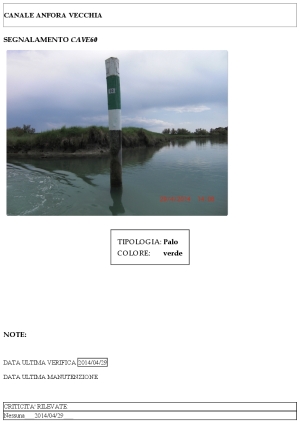 CANALE ANFORA VECCHIA
SEGNALAMENTO CAVE60
TIPOLOGIA: Palo
COLORE: verde
NOTE:
DATA ULTIMA VERIFICA 2014/04/29
DATA ULTIMA MANUTENZIONE
CRITICITA' RILEVATE
Nessuna 2014/04/29